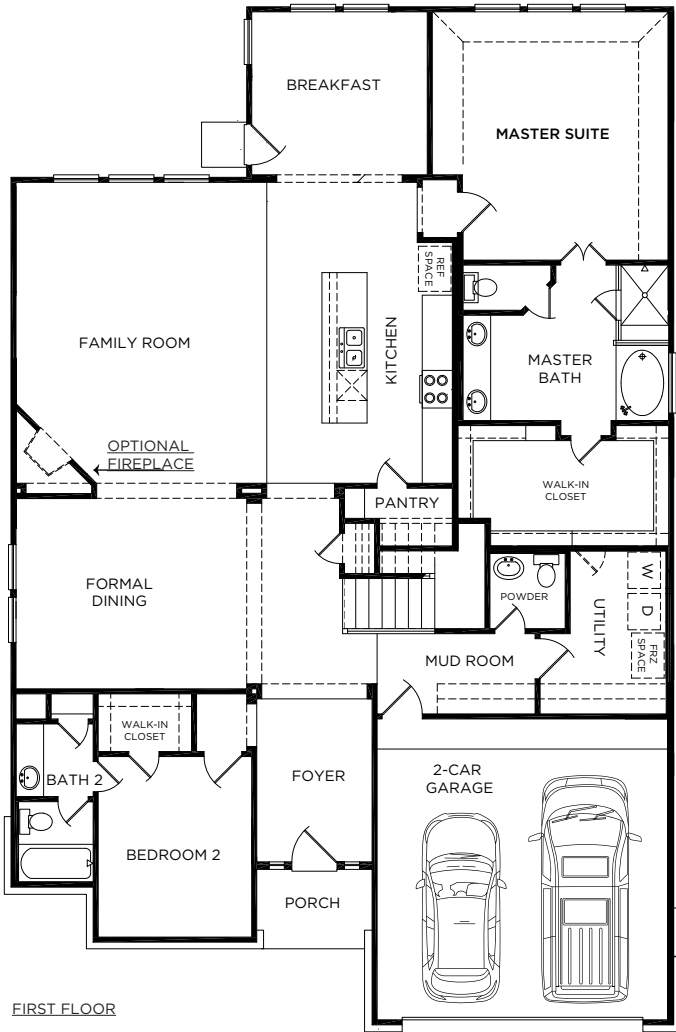 BREAKFAST
MASTER SUITE
REF
SPACE
KITCHEN
FAMILY ROOM
MASTER
BATH
OPTIONAL
FIREPLACE
WALK-IN
CLOSET
PANTRY
FORMAL
DINING
POWDER
UTILITY
W
D
FRZ
SPACE
MUD ROOM
WALK-IN
CLOSET
BATH 2
FOYER
2-CAR
GARAGE
BEDROOM 2
PORCH
FIRST FLOOR